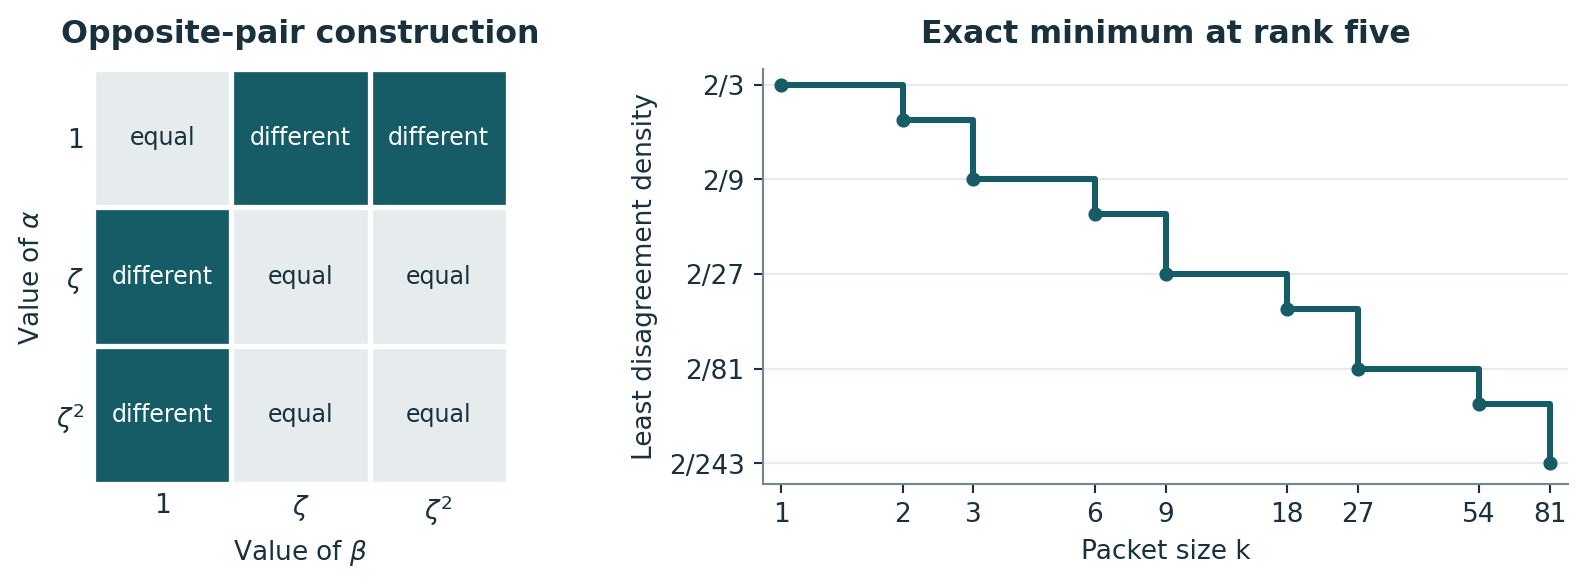 Opposite-pair construction
Value of α
1
equal
different
different
ζ
different
equal
equal
ζ²
different
equal
equal
1
ζ
ζ²
Value of β
Exact minimum at rank five
Least disagreement density
2/3
2/9
2/27
2/81
2/243
1
2
3
6
9
18
27
54
81
Packet size k